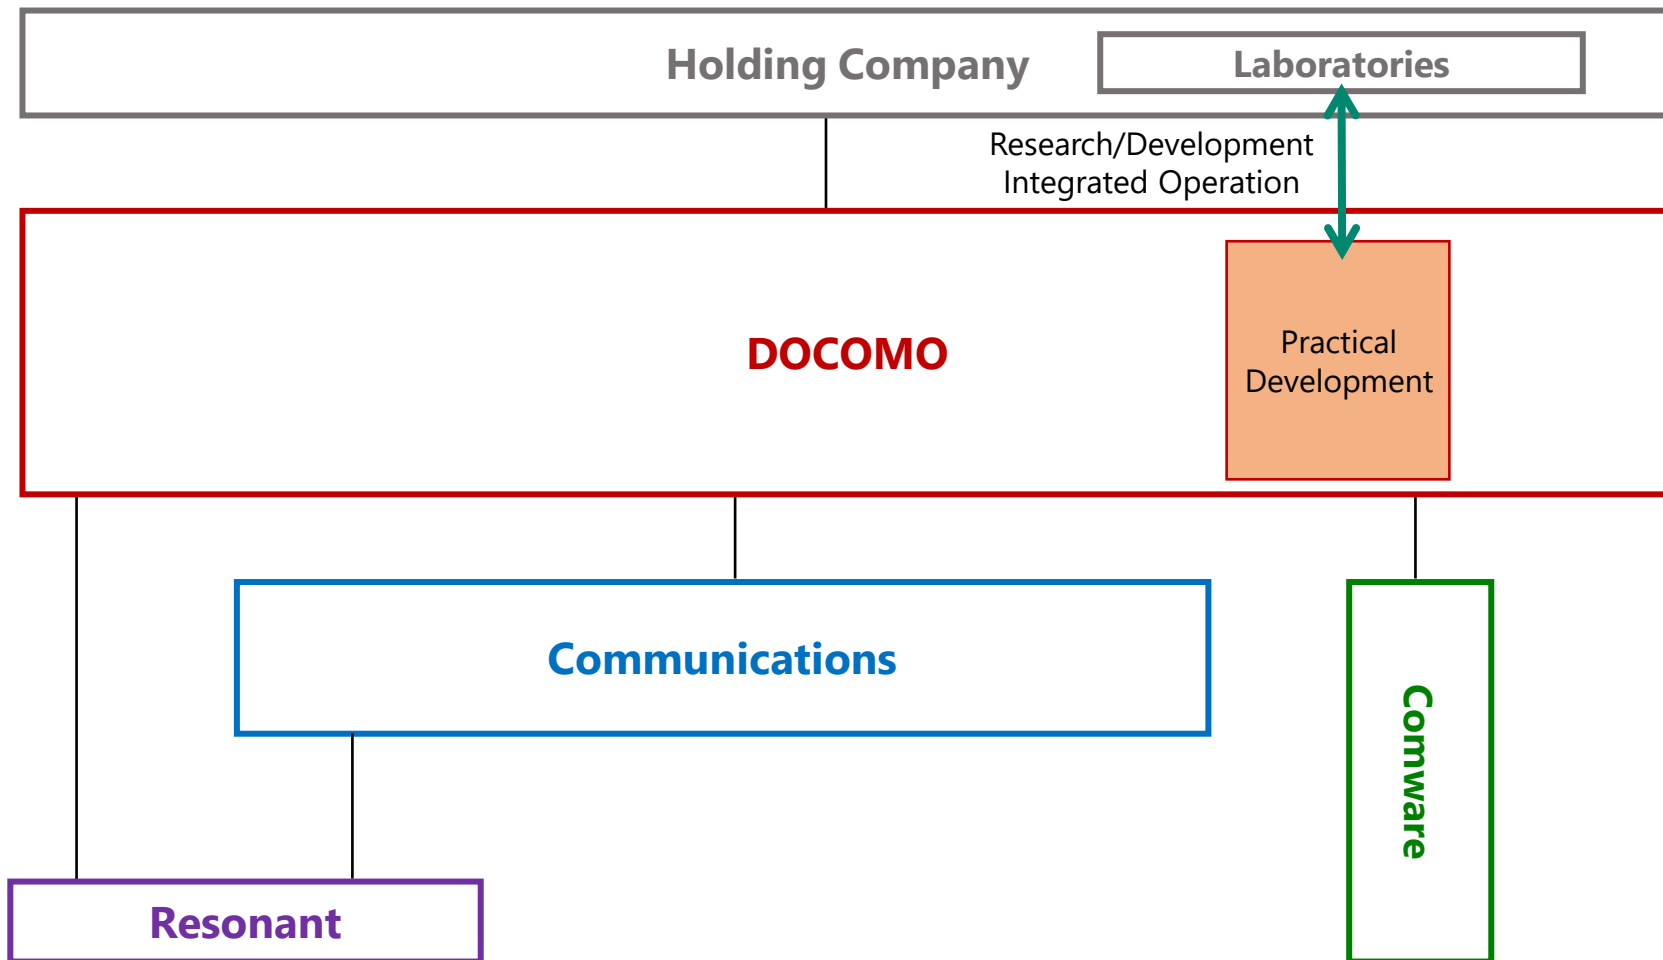 Holding Company
Laboratories
Research/Development
Integrated Operation
DOCOMO
Practical
Development
Communications
Comware
Resonant